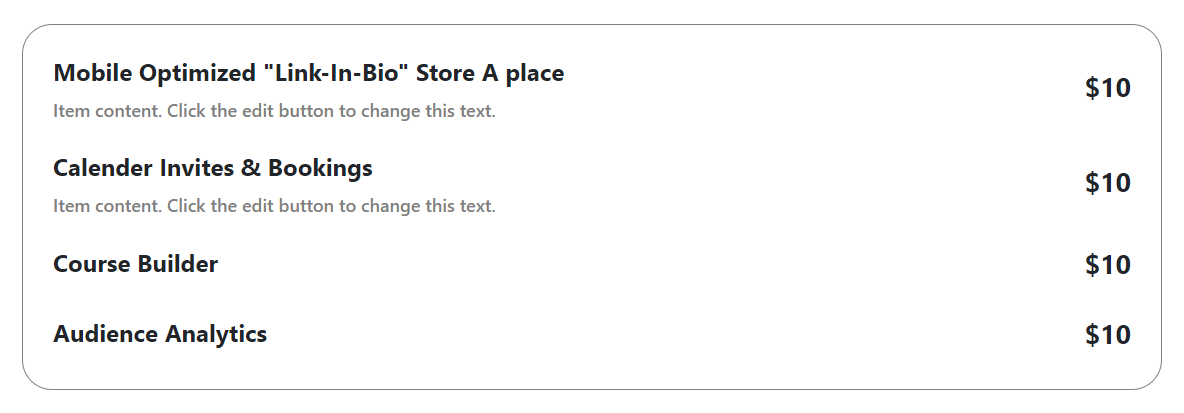 Mobile Optimized "Link-In-Bio" Store A place
$10
Item content. Click the edit button to change this text.
Calender Invites & Bookings
$10
Item content. Click the edit button to change this text.
Course Builder
$10
Audience Analytics
$10